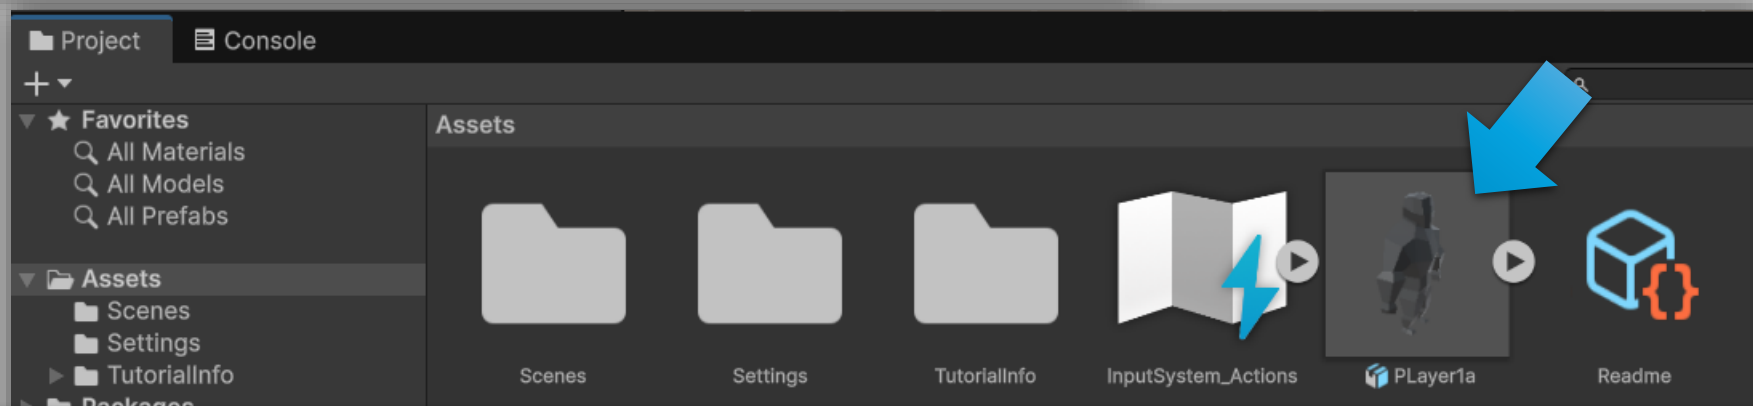 Project
Console
Favorites
All Materials
All Models
All Prefabs
Assets
Scenes
Settings
TutorialInfo
Packages
Assets
Scenes
Settings
TutorialInfo
InputSystem_Actions
PLayer1a
Readme